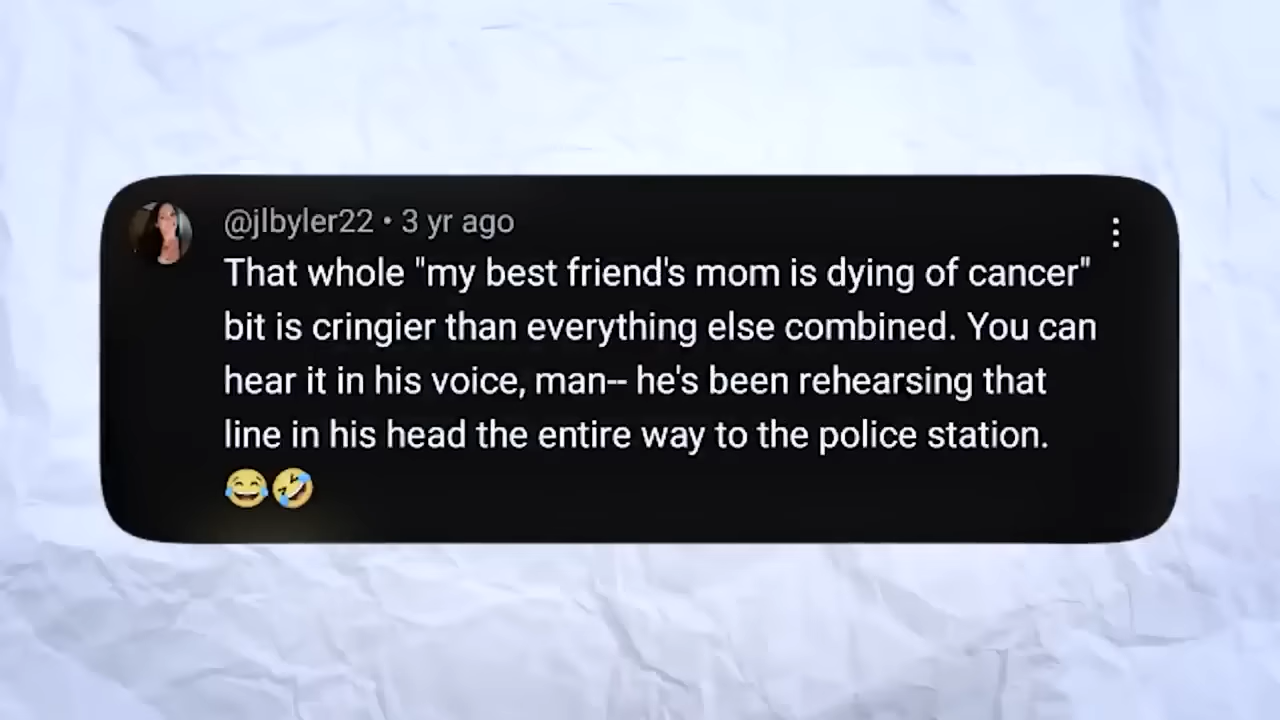 @jlbyler22 • 3 yr ago
That whole "my best friend's mom is dying of cancer"
bit is cringier than everything else combined. You can
hear it in his voice, man-- he's been rehearsing that
line in his head the entire way to the police station.
😂🤣